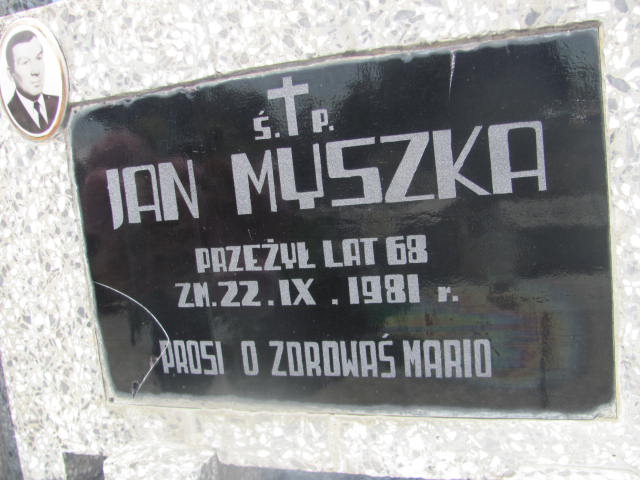 Ś. P.
JAN MYSZKA
PRZEŻYŁ LAT 68
ZM. 22. IX. 1981 r.
PROSI O ZDROWAŚ MARIO